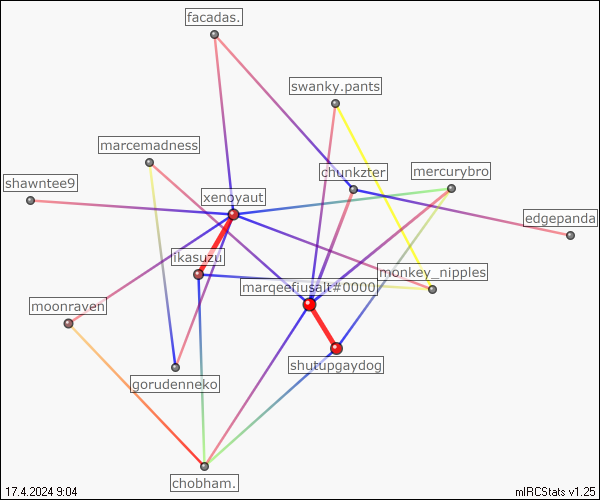 facadas.
swanky.pants
marcemadness
chunkzter
mercurybro
shawntee9
xenoyaut
edgepanda
ikasuzu
monkey_nipples
marqeefiusajt#0000
moonraven
shutupgaydog
gorudenneko
chobham.
17.4.2024 9:04
mIRCStats v1.25